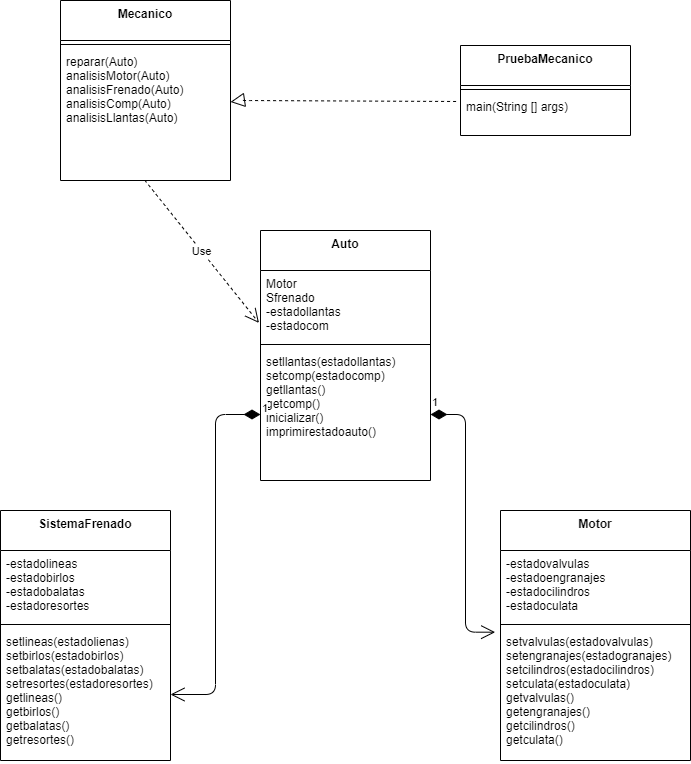 Mecanico
reparar(Auto)
analisisMotor(Auto)
analisisFrenado(Auto)
analisisComp(Auto)
analisisLlantas(Auto)
PruebaMecanico
main(String [] args)
Use
Auto
Motor
Sfrenado
-estadollantas
-estadocom
setllantas(estadollantas)
setcomp(estadocomp)
getllantas()
getcomp()
inicializar()
imprimirestadoauto()
1
1
SistemaFrenado
-estadolineas
-estadobirlos
-estadobalatas
-estadoresortes
setlineas(estadolienas)
setbirlos(estadobirlos)
setbalatas(estadobalatas)
setresortes(estadoresortes)
getlineas()
getbirlos()
getbalatas()
getresortes()
Motor
-estadovalvulas
-estadoengranajes
-estadocilindros
-estadoculata
setvalvulas(estadovalvulas)
setengranajes(estadogranajes)
setcilindros(estadocilindros)
setculata(estadoculata)
getvalvulas()
getengranajes()
getcilindros()
getculata()